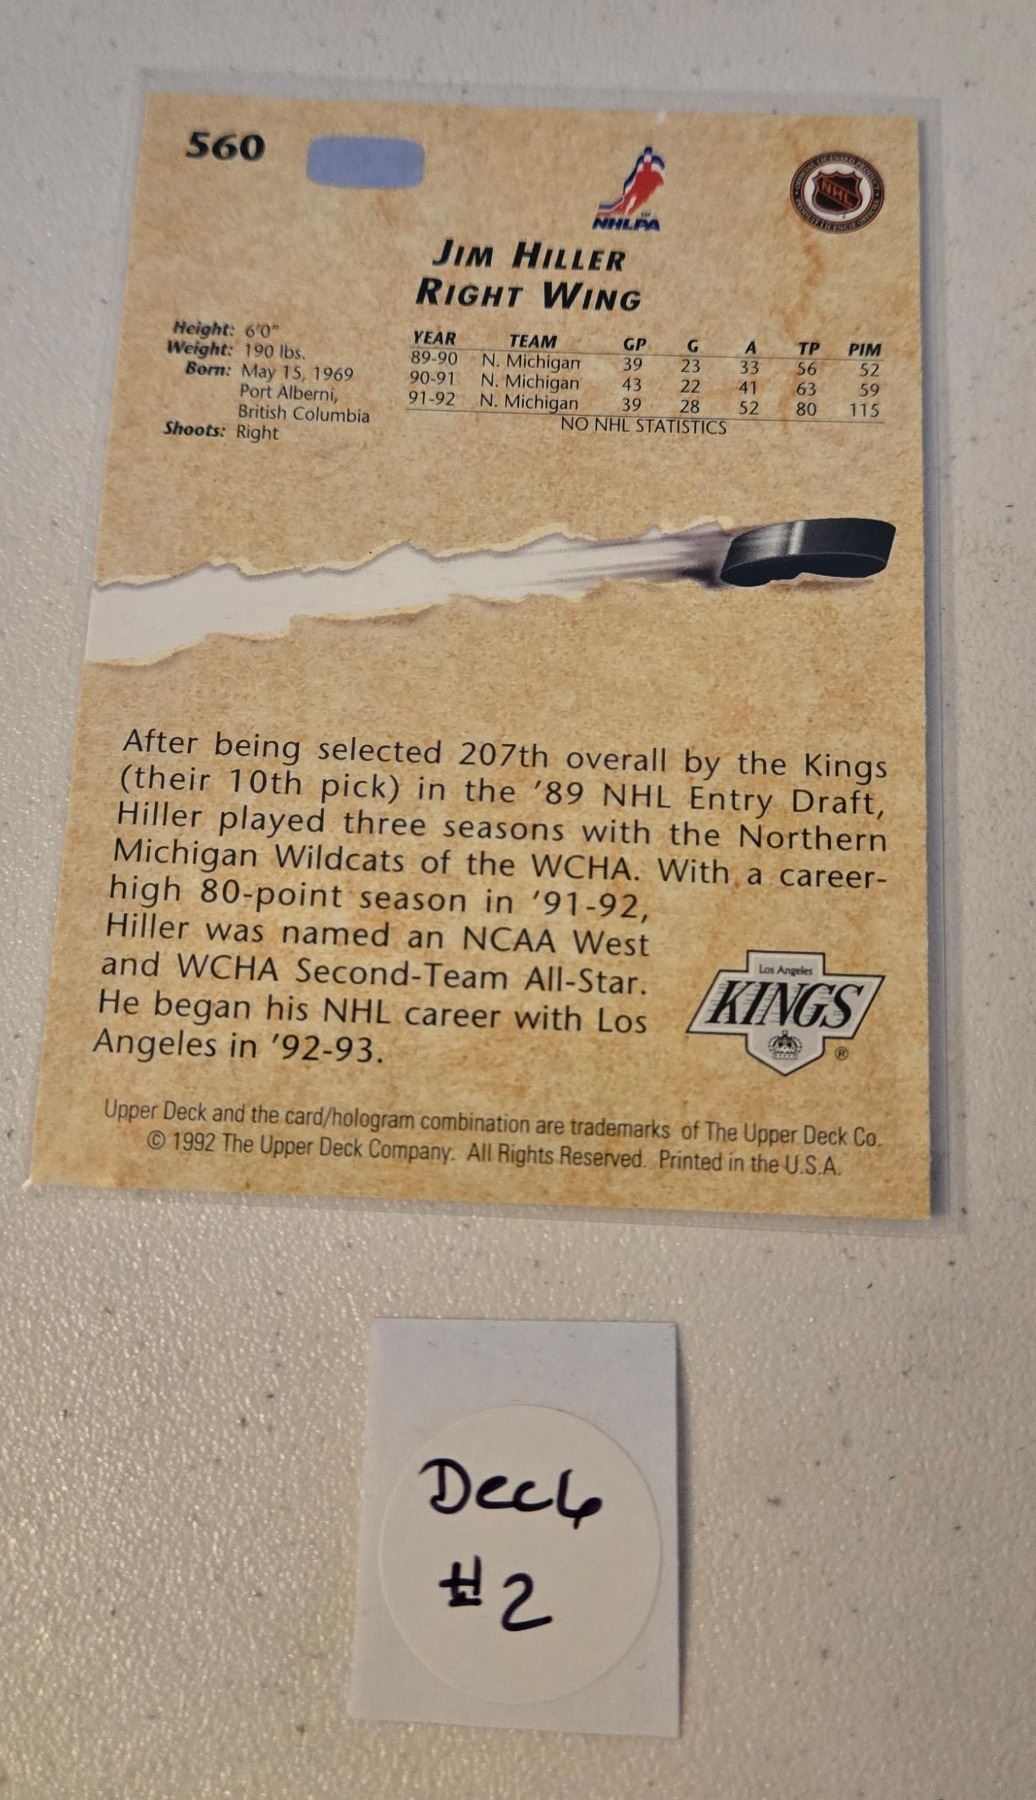 560
NHLPA
NHL
JIM HILLER
RIGHT WING
Height: 6'0"
Weight: 190 lbs.
Born: May 15, 1969
Port Alberni,
British Columbia
Shoots: Right
YEAR TEAM GP G A TP PIM
89-90 N. Michigan 39 23 33 56 52
90-91 N. Michigan 43 22 41 63 59
91-92 N. Michigan 39 28 52 80 115
NO NHL STATISTICS
After being selected 207th overall by the Kings
(their 10th pick) in the '89 NHL Entry Draft,
Hiller played three seasons with the Northern
Michigan Wildcats of the WCHA. With a career-
high 80-point season in '91-92,
Hiller was named an NCAA West
and WCHA Second-Team All-Star.
He began his NHL career with Los
Angeles in '92-93.
Los Angeles
KINGS
®
Upper Deck and the card/hologram combination are trademarks of The Upper Deck Co.
© 1992 The Upper Deck Company. All Rights Reserved. Printed in the U.S.A.
Deck
#2